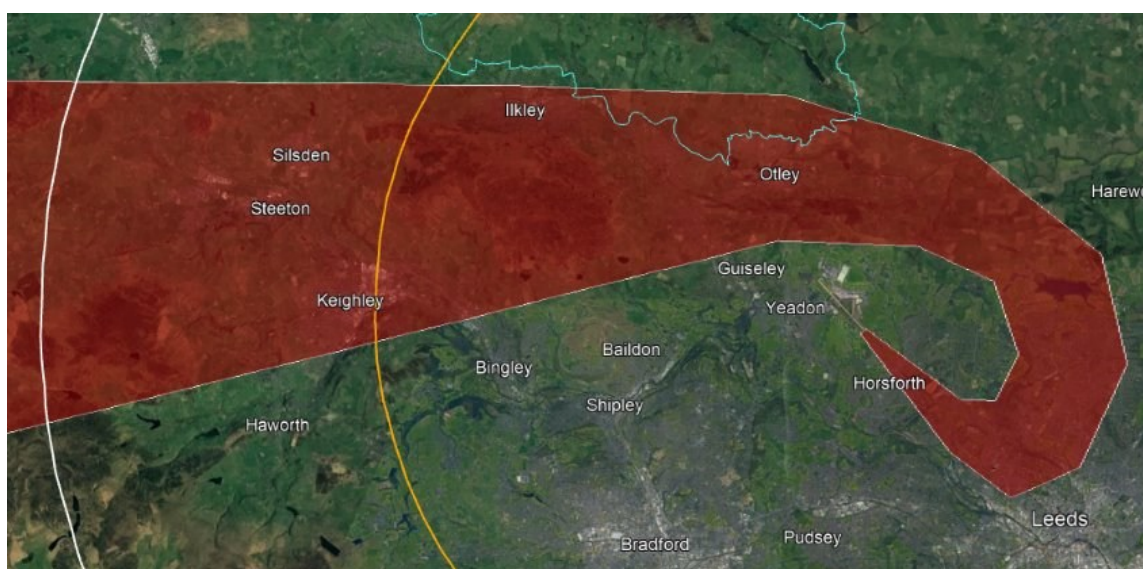 Ilkley
Silsden
Otley
Harewo
Steeton
Guiseley
Keighley
Yeadon
Baildon
Bingley
Horsforth
Shipley
Haworth
Leeds
Pudsey
Bradford